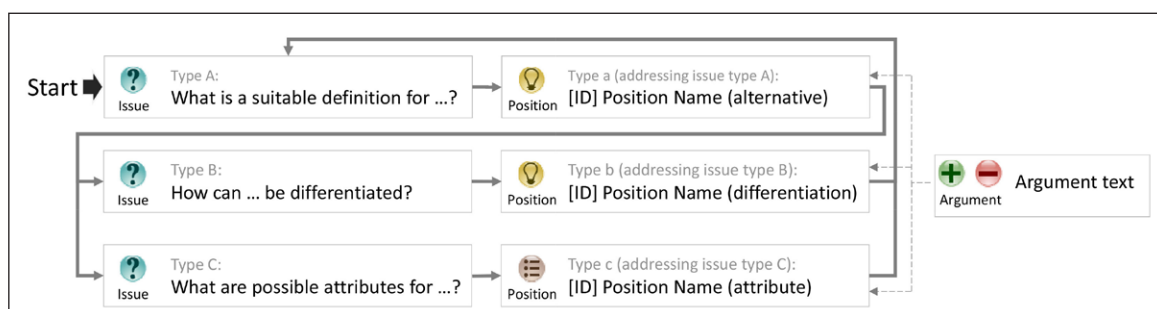 Start
Type A:
What is a suitable definition for ...?
Issue
Type a (addressing issue type A):
[ID] Position Name (alternative)
Position
Type B:
How can ... be differentiated?
Issue
Type b (addressing issue type B):
[ID] Position Name (differentiation)
Position
Argument text
Argument
Type C:
What are possible attributes for ...?
Issue
Type c (addressing issue type C):
[ID] Position Name (attribute)
Position